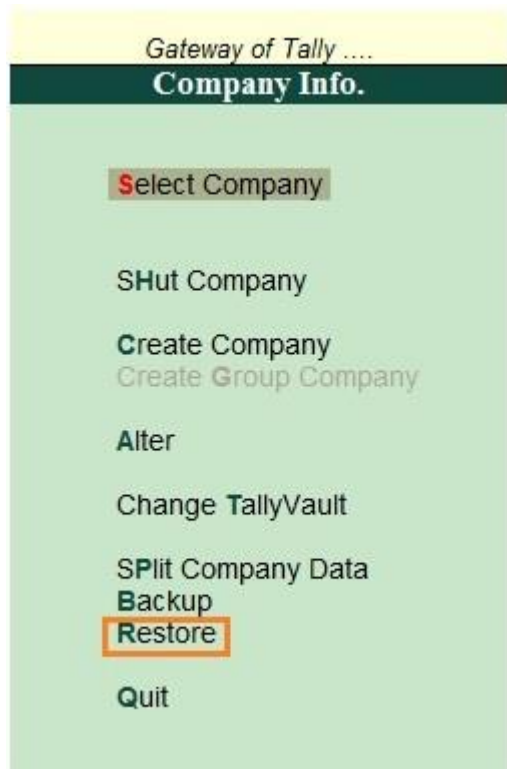 Gateway of Tally ....
Company Info.
Select Company
SHut Company
Create Company
Create Group Company
Alter
Change TallyVault
SPlit Company Data
Backup
Restore
Quit